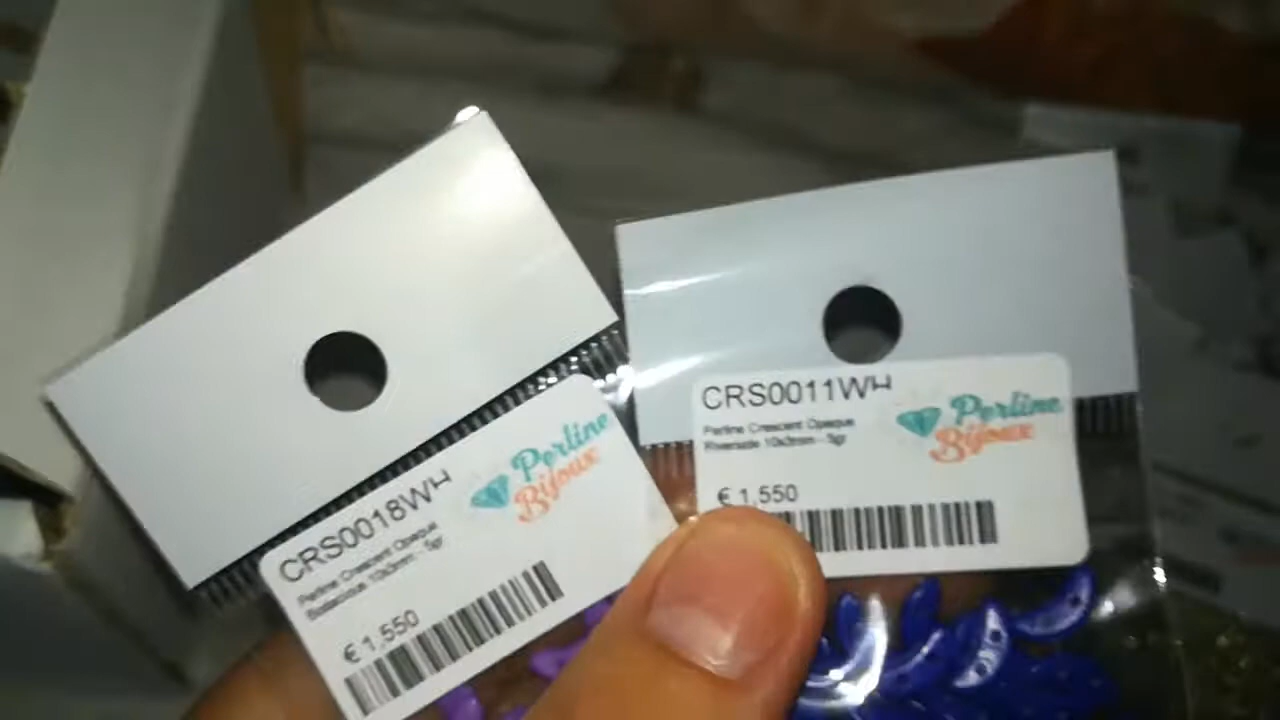 CRS0018WH
Perline Crescent Opaque
Bodacious 10x3mm - 5gr
€ 1,550
Perline
Bijoux
CRS0011WH
Perline Crescent Opaque
Riverside 10x3mm - 5gr
€ 1,550
Perline
Bijoux